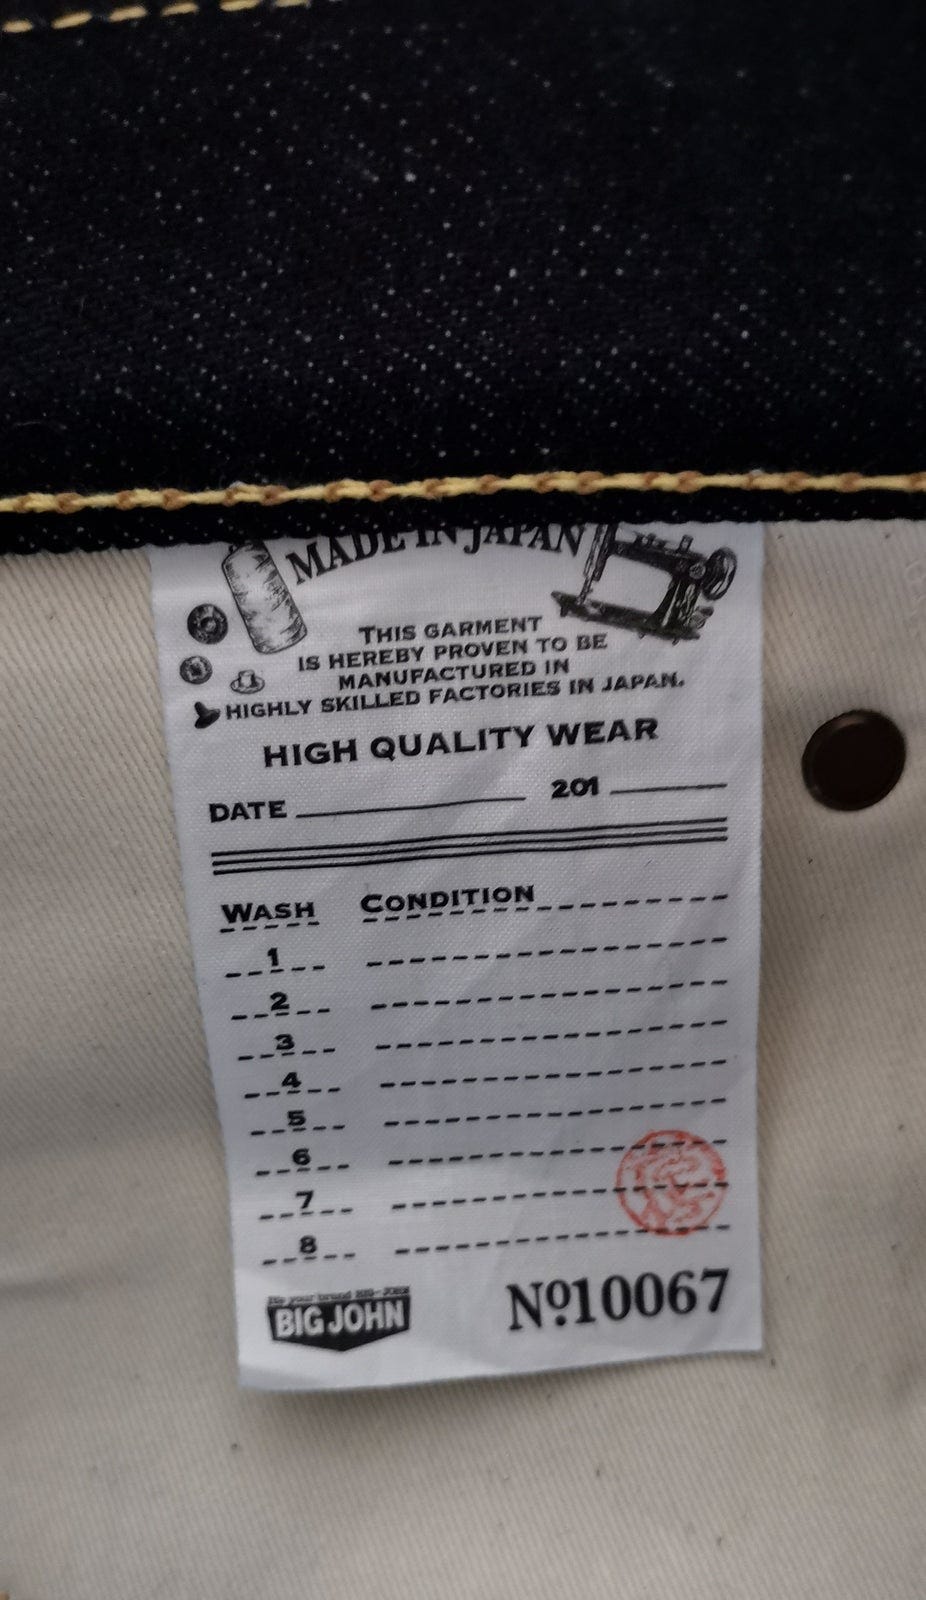 MADE IN JAPAN
THIS GARMENT
IS HEREBY PROVEN TO BE
MANUFACTURED IN
HIGHLY SKILLED FACTORIES IN JAPAN.
HIGH QUALITY WEAR
DATE 201
WASH CONDITION
1
2
3
4
5
6
7
8
BIG JOHN
Nº10067